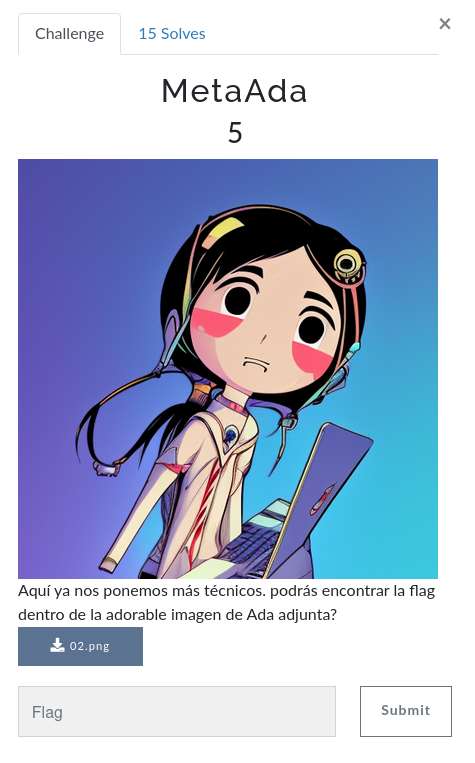 Challenge
15 Solves
×
MetaAda
5
Aquí ya nos ponemos más técnicos. podrás encontrar la flag
dentro de la adorable imagen de Ada adjunta?
02.png
Flag
Submit